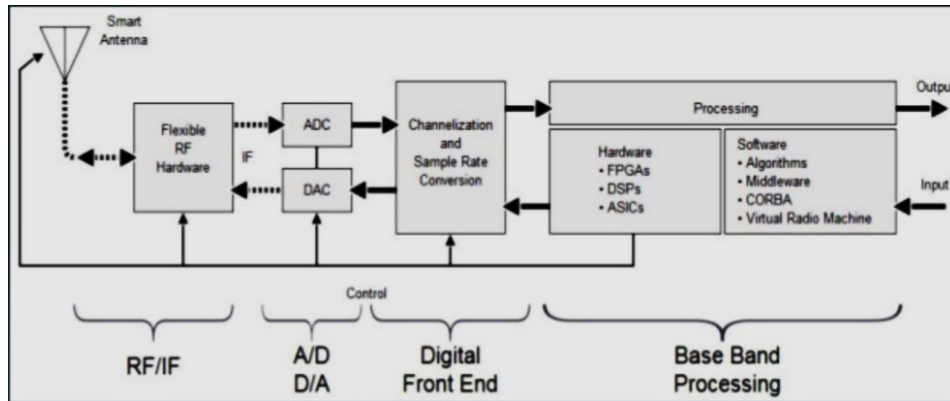 Smart
Antenna
Flexible
RF
Hardware
IF
ADC
DAC
Channelization
and
Sample Rate
Conversion
Processing
Hardware
• FPGAs
• DSPs
• ASICs
Software
• Algorithms
• Middleware
• CORBA
• Virtual Radio Machine
Output
Input
Control
RF/IF
A/D
D/A
Digital
Front End
Base Band
Processing